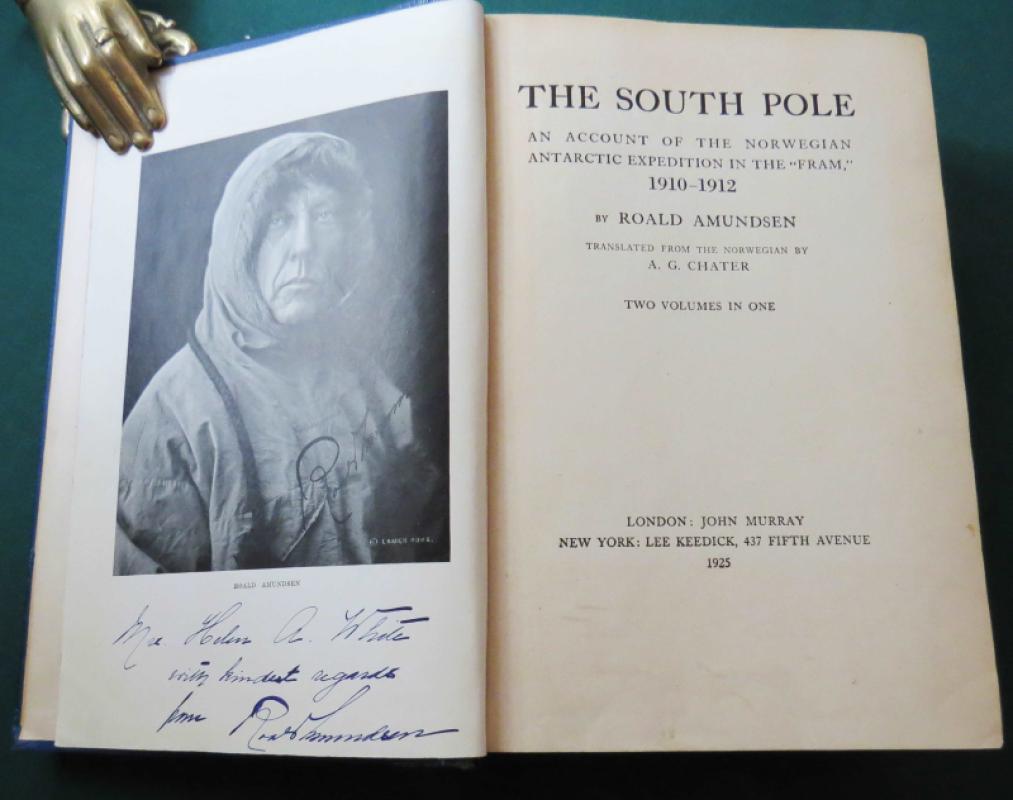 © LOMEN BROS.
ROALD AMUNDSEN
Mrs. Helen A. White
with kindest regards
from Roald Amundsen
THE SOUTH POLE
AN ACCOUNT OF THE NORWEGIAN
ANTARCTIC EXPEDITION IN THE “FRAM,”
1910–1912
BY ROALD AMUNDSEN
TRANSLATED FROM THE NORWEGIAN BY
A. G. CHATER
TWO VOLUMES IN ONE
LONDON: JOHN MURRAY
NEW YORK: LEE KEEDICK, 437 FIFTH AVENUE
1925